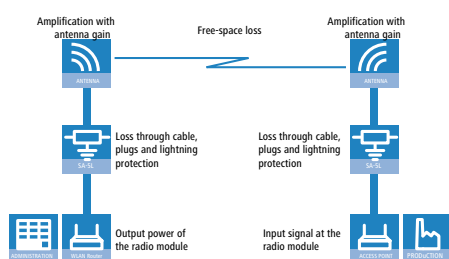 Amplification with
antenna gain
Free-space loss
Amplification with
antenna gain
ANTENNA
ANTENNA
Loss through cable,
plugs and lightning
protection
SA-5L
Loss through cable,
plugs and lightning
protection
SA-5L
Output power of
the radio module
ADMINISTRATION
WLAN Router
Input signal at the
radio module
ACCESS POINT
PRODuCTION